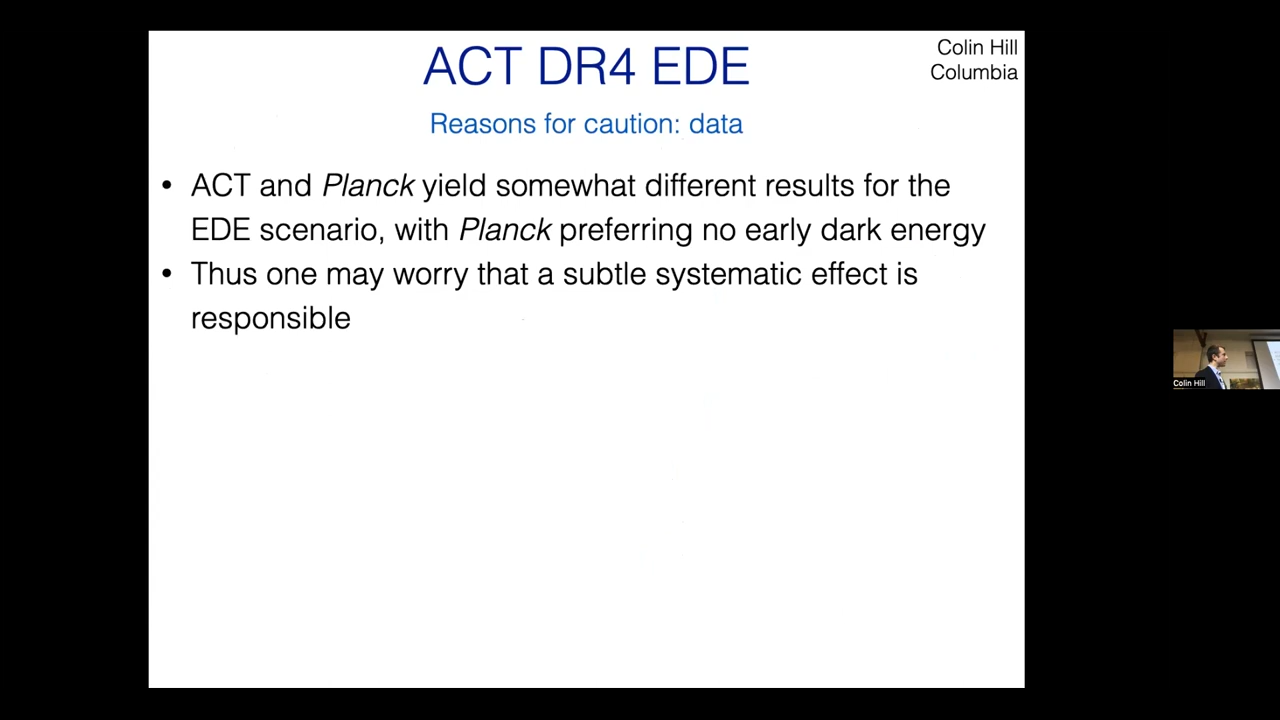 ACT DR4 EDE
Colin Hill
Columbia
Reasons for caution: data
• ACT and Planck yield somewhat different results for the
EDE scenario, with Planck preferring no early dark energy
• Thus one may worry that a subtle systematic effect is
responsible
Colin Hill